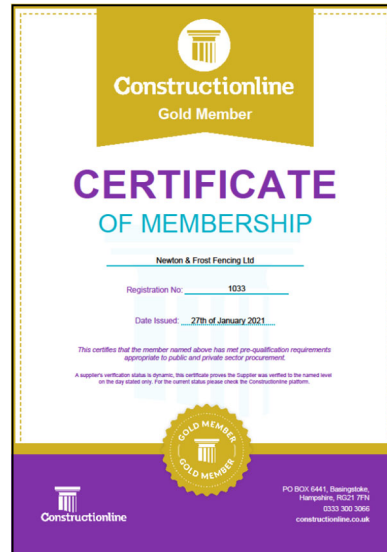 Constructionline
Gold Member
CERTIFICATE
OF MEMBERSHIP
Newton & Frost Fencing Ltd
Registration No: 1033
Date Issued: 27th of January 2021
This certifies that the member named above has met pre-qualification requirements
appropriate to public and private sector procurement.
A supplier's verification status is dynamic, this certificate proves the Supplier was verified to the named level
on the day stated only. For the current status please check the Constructionline platform.
GOLD MEMBER
GOLD MEMBER
Constructionline
PO BOX 6441, Basingstoke,
Hampshire, RG21 7FN
0333 300 3066
constructionline.co.uk